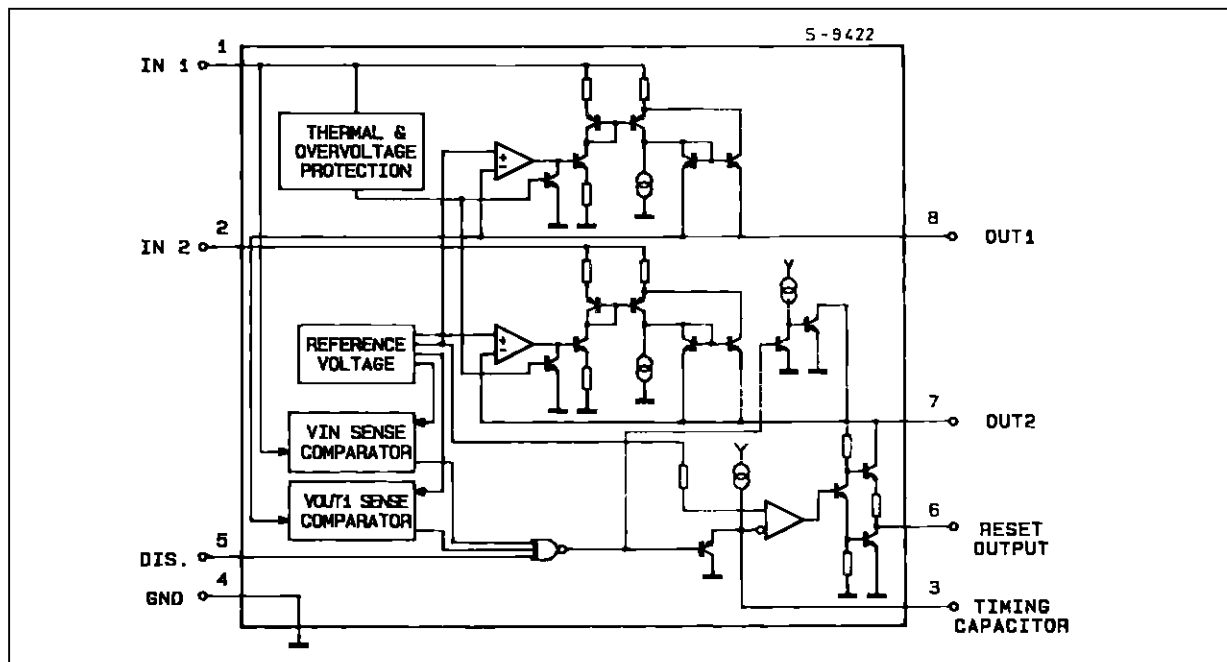 S-9422
1
IN 1
THERMAL &
OVERVOLTAGE
PROTECTION
+
-
2
IN 2
8
OUT1
REFERENCE
VOLTAGE
+
-
7
OUT2
VIN SENSE
COMPARATOR
VOUT1 SENSE
COMPARATOR
6
RESET
OUTPUT
5
DIS.
4
GND
3
TIMING
CAPACITOR